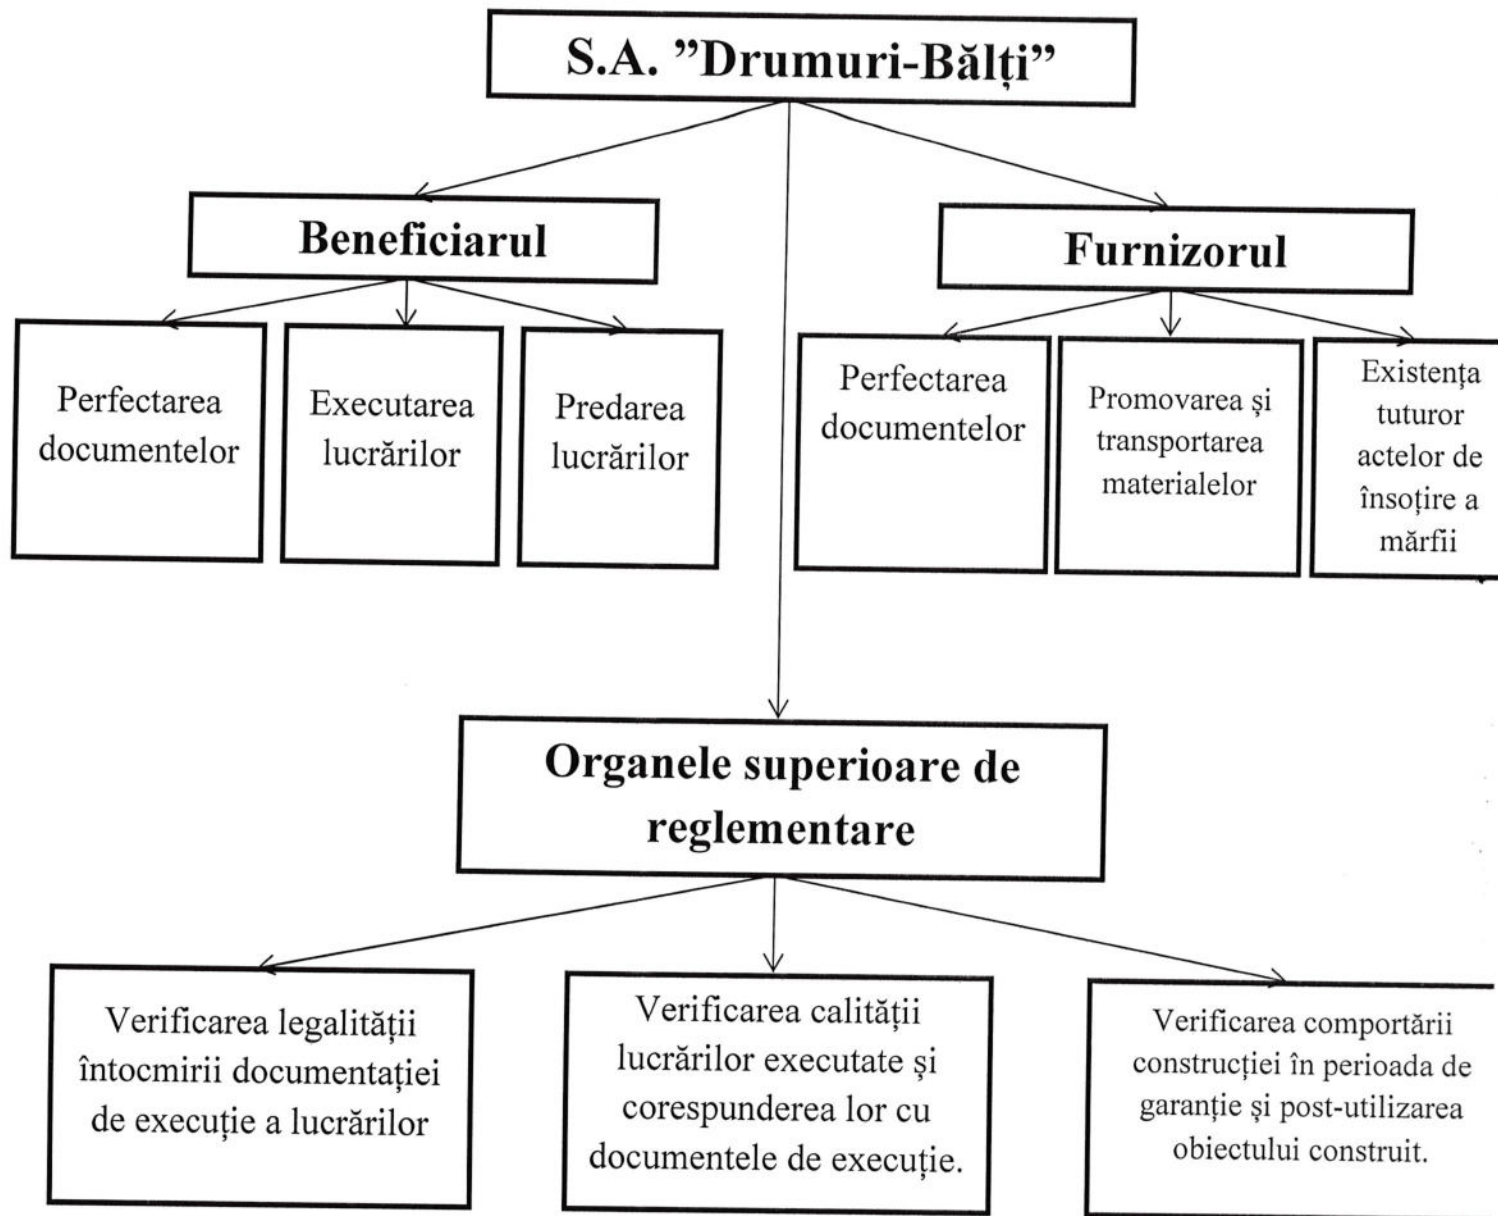 S.A. ”Drumuri-Bălți”
Beneficiarul
Furnizorul
Perfectarea
documentelor
Executarea
lucrărilor
Predarea
lucrărilor
Perfectarea
documentelor
Promovarea și
transportarea
materialelor
Existența
tuturor
actelor de
însoțire a
mărfii
Organele superioare de
reglementare
Verificarea legalității
întocmirii documentației
de execuție a lucrărilor
Verificarea calității
lucrărilor executate și
corespunderea lor cu
documentele de execuție.
Verificarea comportării
construcției în perioada de
garanție și post-utilizarea
obiectului construit.